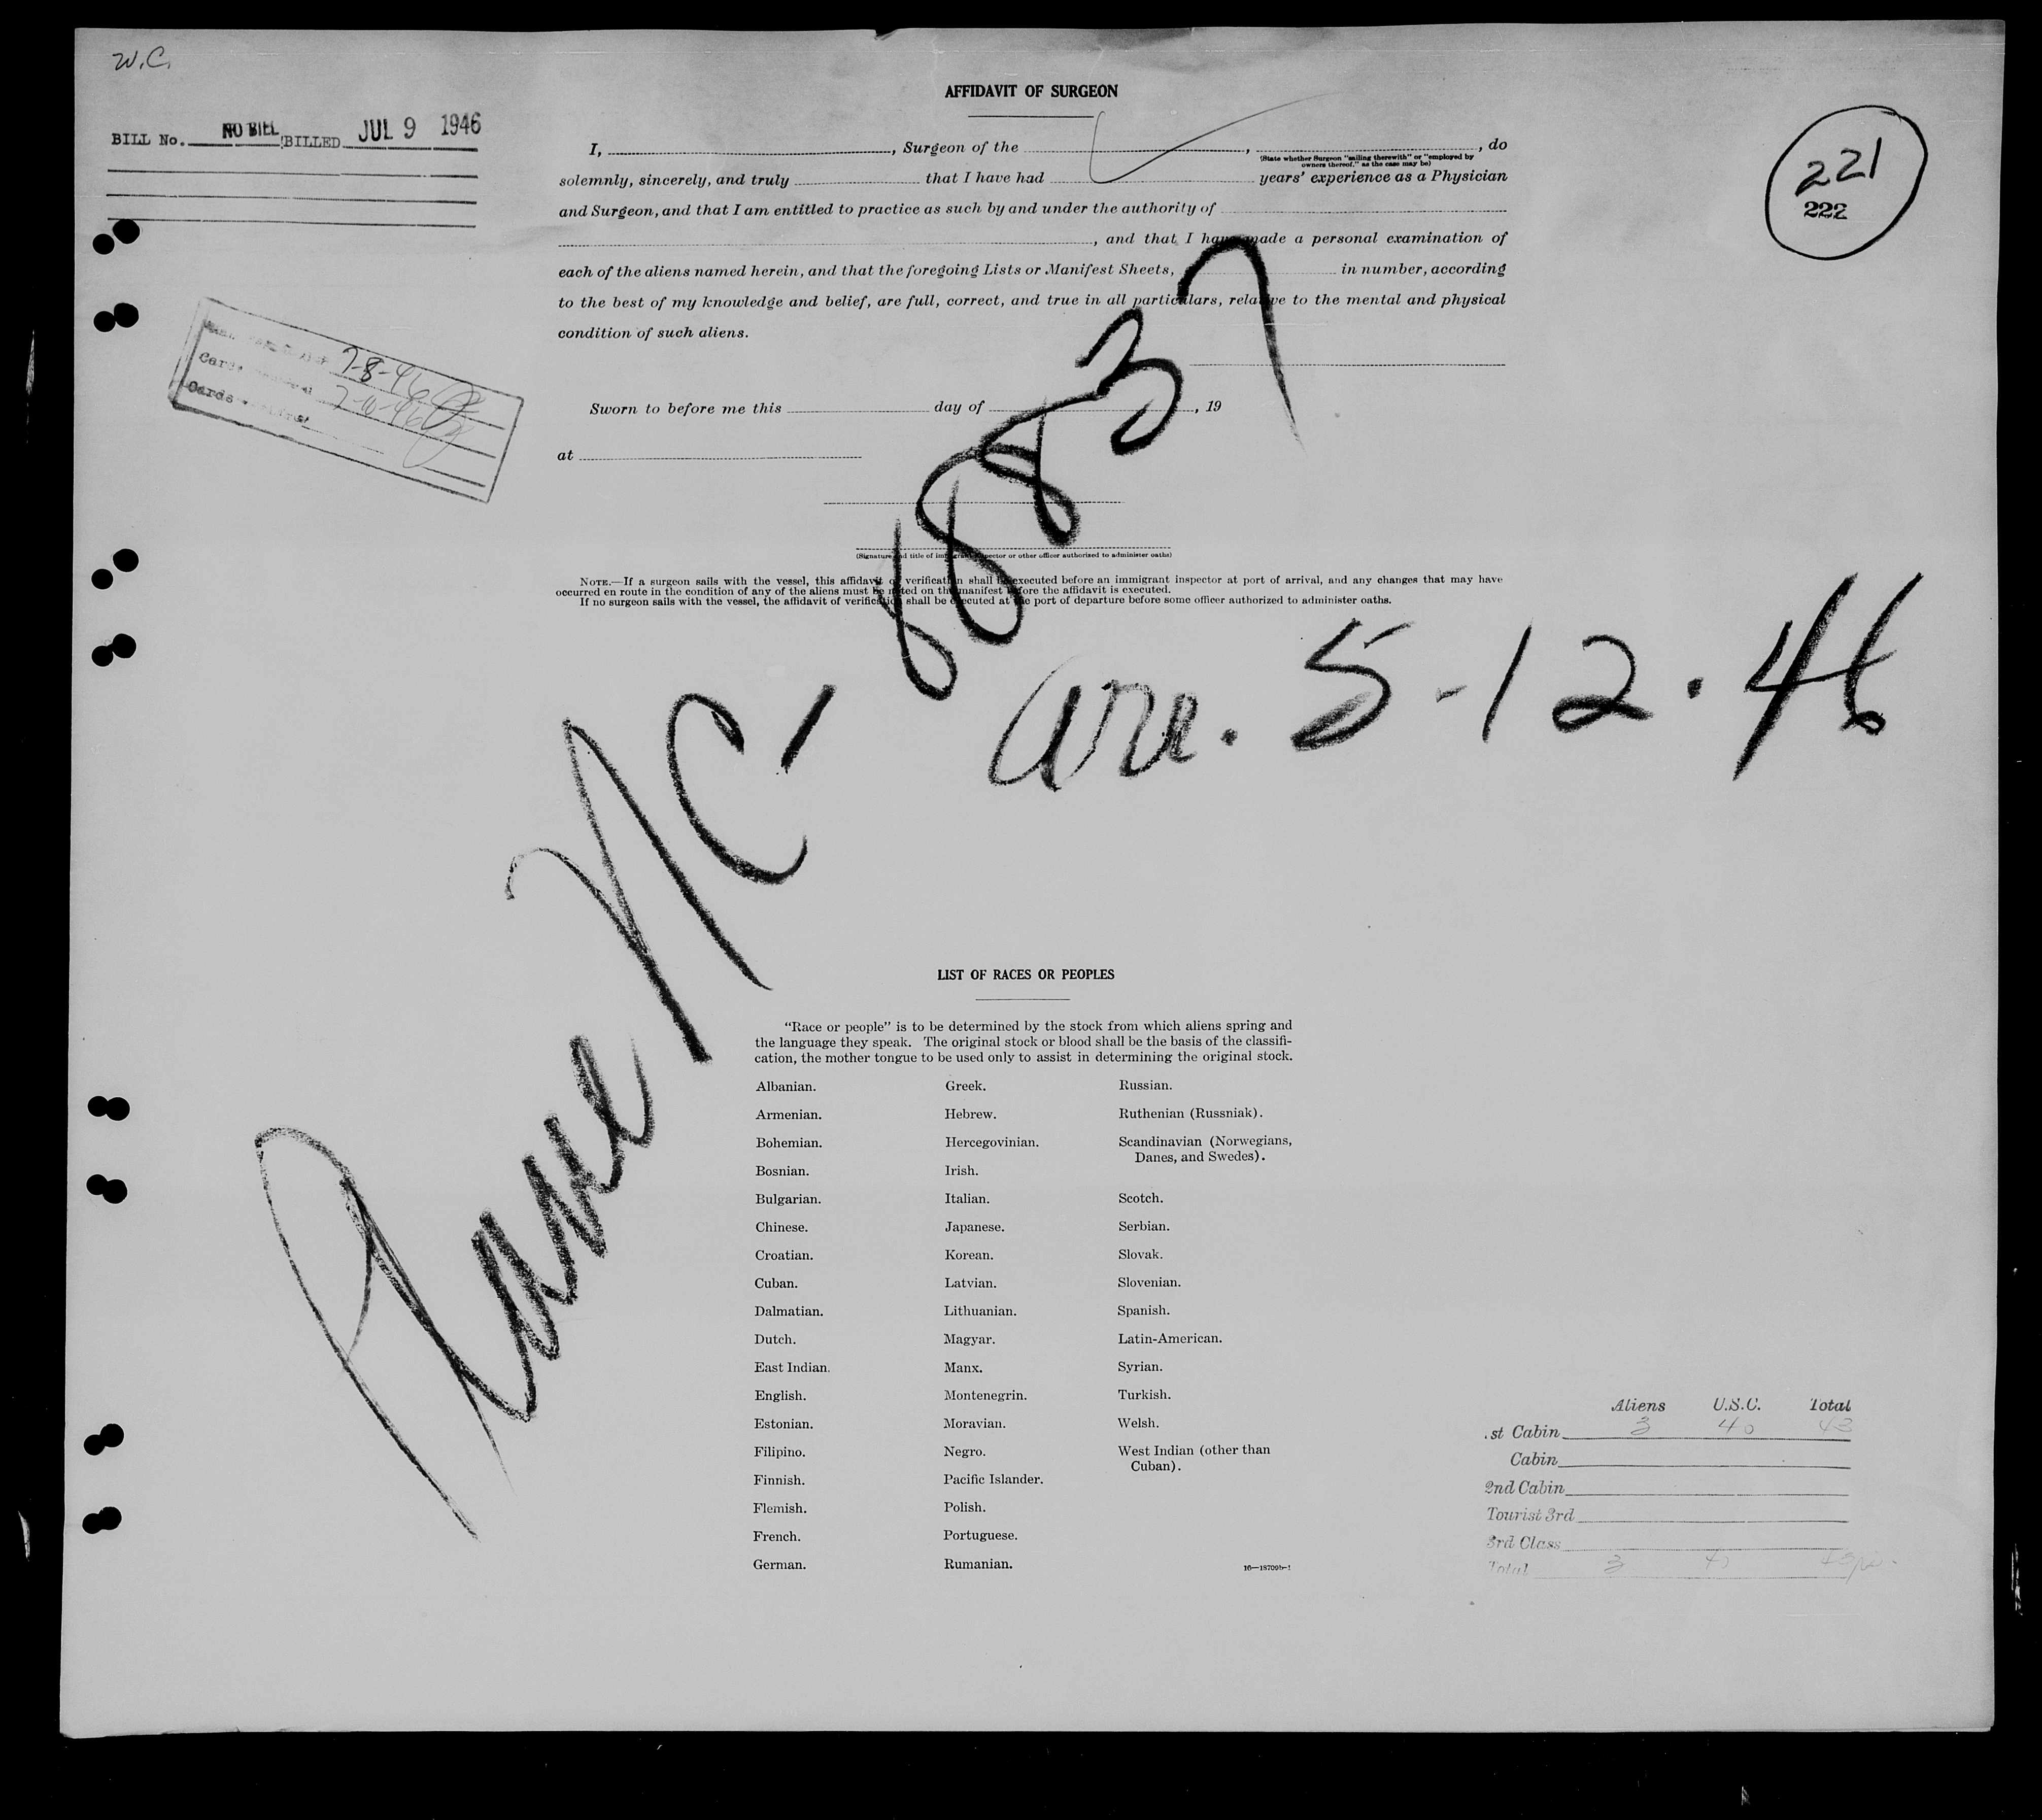 W.C.
BILL No. NO BILL BILLED JUL 9 1946
221
222
AFFIDAVIT OF SURGEON
I, , Surgeon of the , , do
(State whether Surgeon "sailing therewith" or "employed by
owners thereof," as the case may be)
solemnly, sincerely, and truly that I have had years' experience as a Physician
and Surgeon, and that I am entitled to practice as such by and under the authority of
, and that I have made a personal examination of
each of the aliens named herein, and that the foregoing Lists or Manifest Sheets, in number, according
to the best of my knowledge and belief, are full, correct, and true in all particulars, relative to the mental and physical
condition of such aliens.
7-8-46
Cards
7-10-46
Cards
Sworn to before me this day of , 19
at
(Signature and title of immigrant inspector or other officer authorized to administer oaths)
NOTE.—If a surgeon sails with the vessel, this affidavit or verification shall be executed before an immigrant inspector at port of arrival, and any changes that may have
occurred en route in the condition of any of the aliens must be noted on the manifest before the affidavit is executed.
If no surgeon sails with the vessel, the affidavit of verification shall be executed at the port of departure before some officer authorized to administer oaths.
Plane NC-88837
arr. 5-12-46
LIST OF RACES OR PEOPLES
"Race or people" is to be determined by the stock from which aliens spring and
the language they speak. The original stock or blood shall be the basis of the classifi-
cation, the mother tongue to be used only to assist in determining the original stock.
Albanian.
Armenian.
Bohemian.
Bosnian.
Bulgarian.
Chinese.
Croatian.
Cuban.
Dalmatian.
Dutch.
East Indian.
English.
Estonian.
Filipino.
Finnish.
Flemish.
French.
German.
Greek.
Hebrew.
Hercegovinian.
Irish.
Italian.
Japanese.
Korean.
Latvian.
Lithuanian.
Magyar.
Manx.
Montenegrin.
Moravian.
Negro.
Pacific Islander.
Polish.
Portuguese.
Rumanian.
Russian.
Ruthenian (Russniak).
Scandinavian (Norwegians,
Danes, and Swedes).
Scotch.
Serbian.
Slovak.
Slovenian.
Spanish.
Latin-American.
Syrian.
Turkish.
Welsh.
West Indian (other than
Cuban).
16—18709b-1
Aliens U.S.C. Total
1st Cabin 3 40 43
Cabin
2nd Cabin
Tourist 3rd
3rd Class
Total 3 40 43